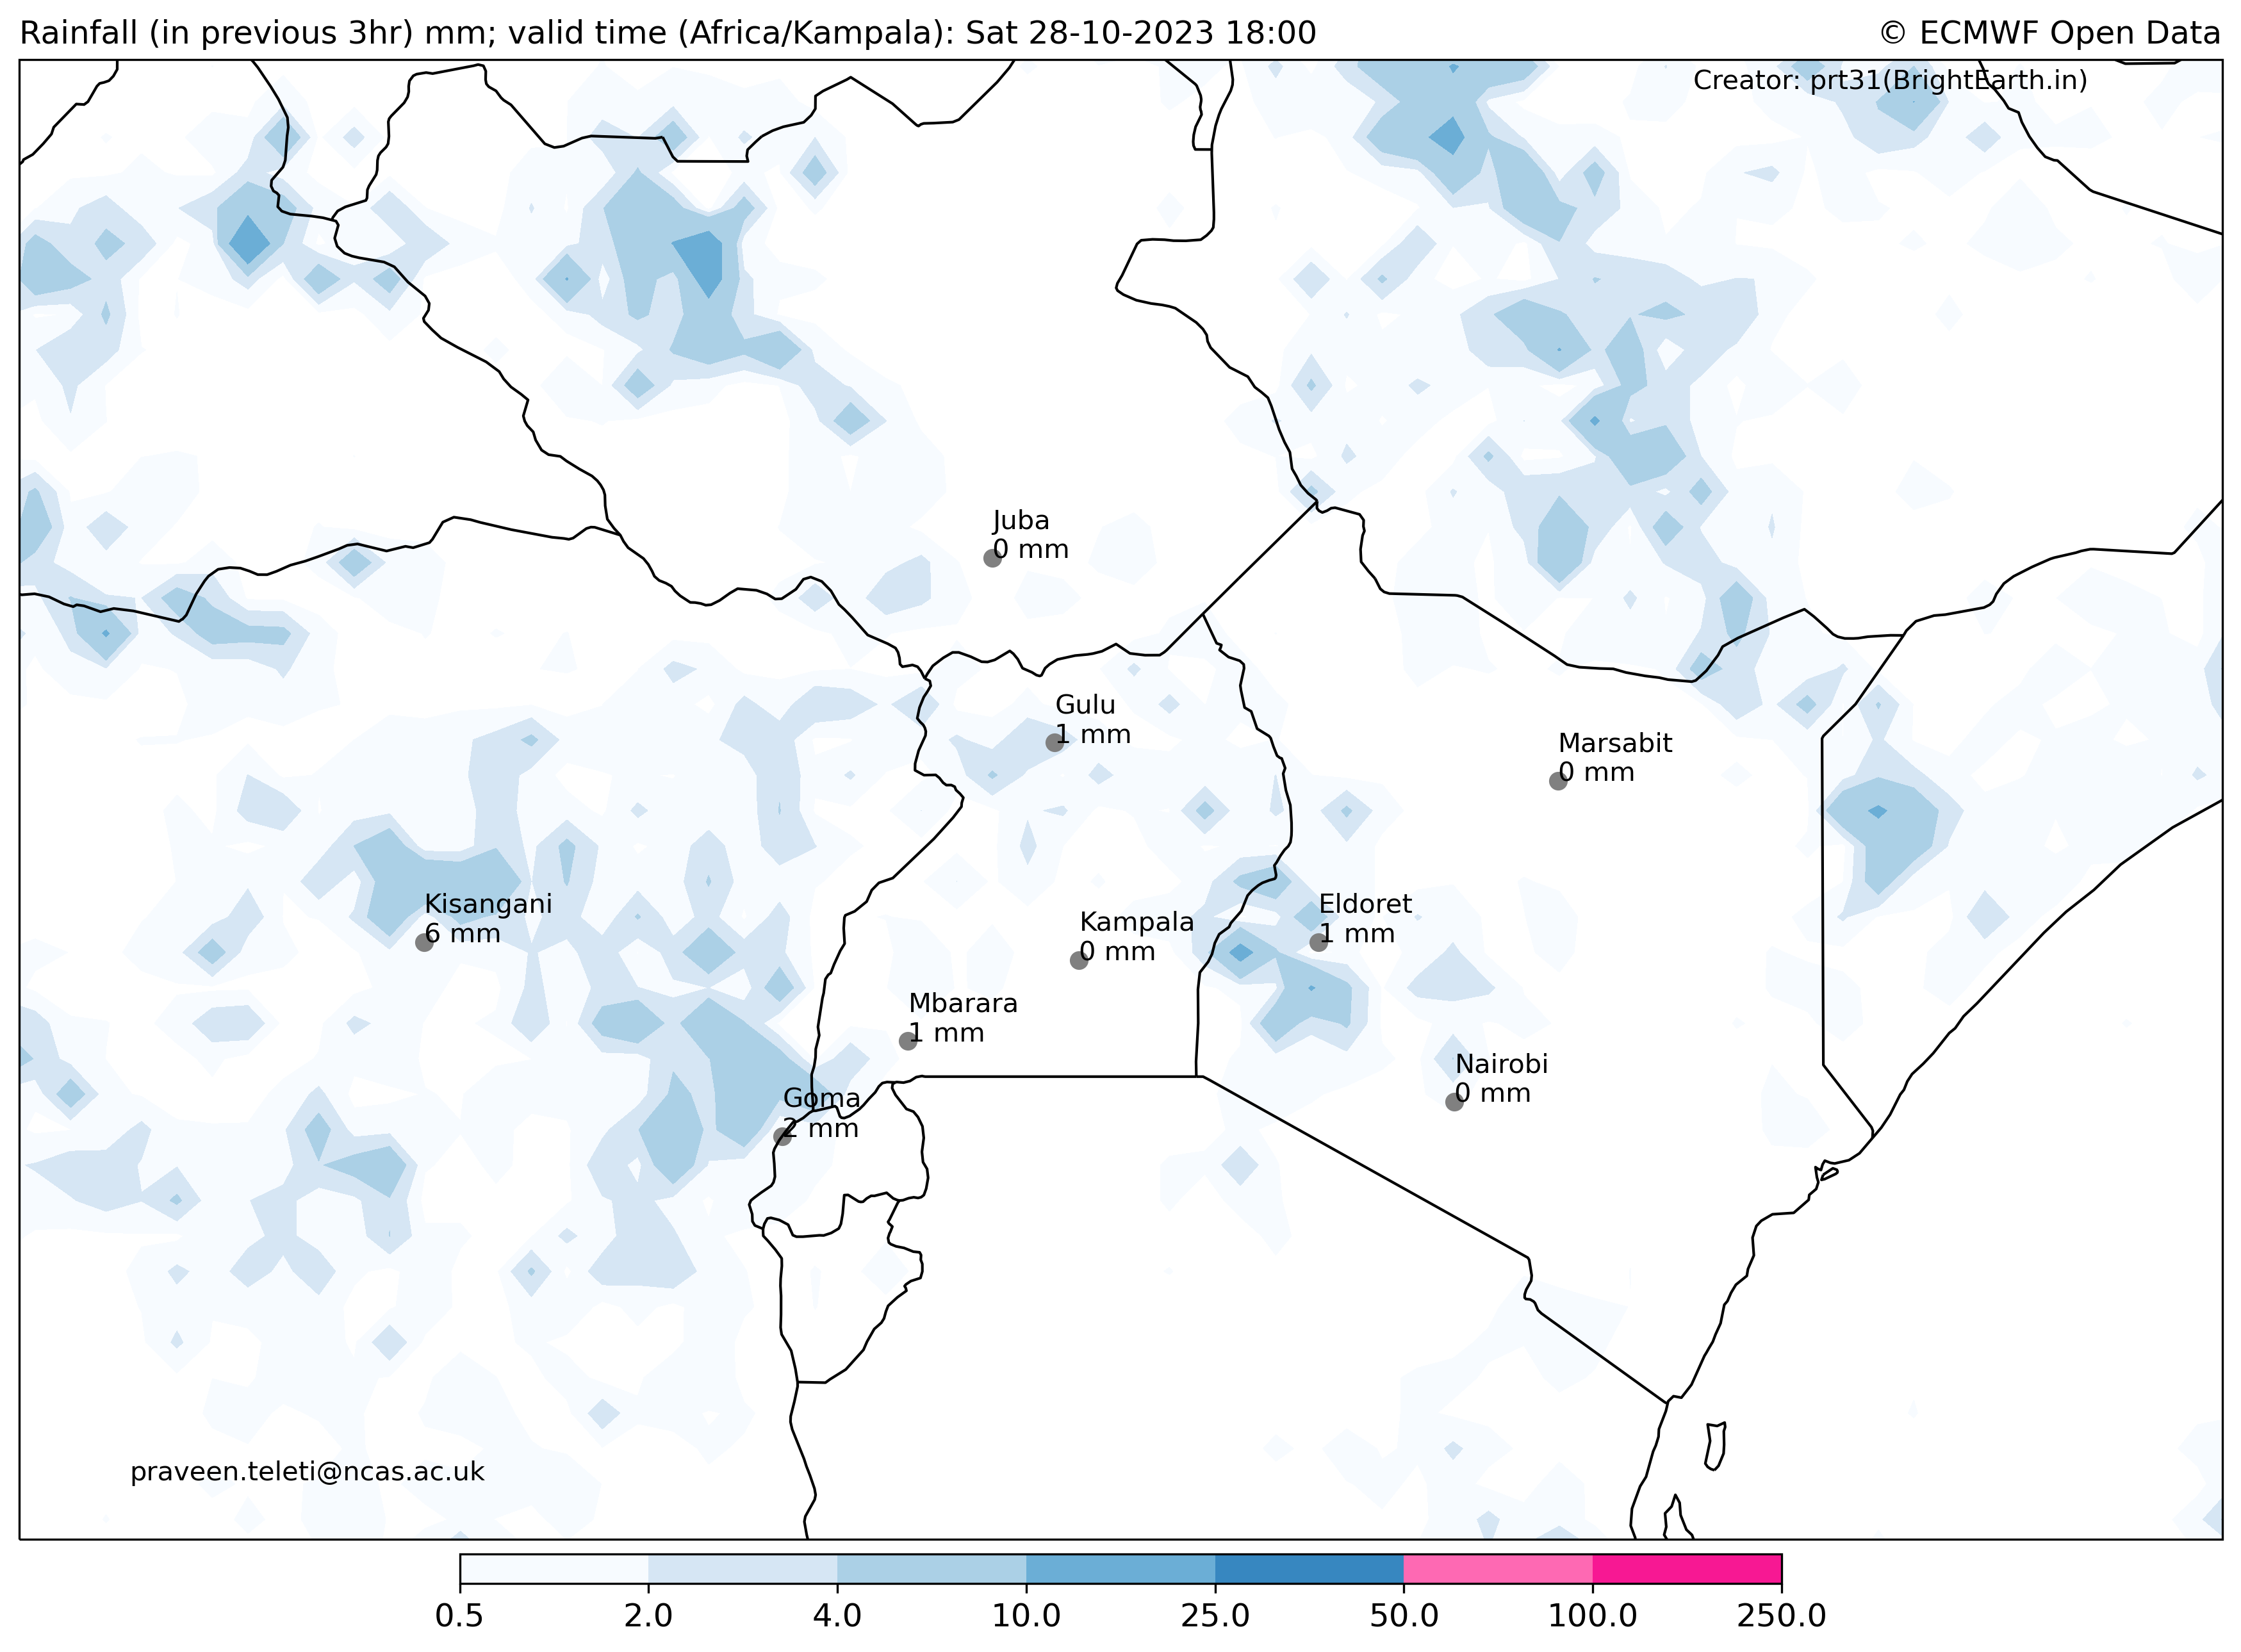 Rainfall (in previous 3hr) mm; valid time (Africa/Kampala): Sat 28-10-2023 18:00
© ECMWF Open Data
Creator: prt31(BrightEarth.in)
Juba
0 mm
Gulu
1 mm
Marsabit
0 mm
Kisangani
6 mm
Eldoret
1 mm
Kampala
0 mm
Mbarara
1 mm
Nairobi
0 mm
Goma
2 mm
praveen.teleti@ncas.ac.uk
0.5 2.0 4.0 10.0 25.0 50.0 100.0 250.0